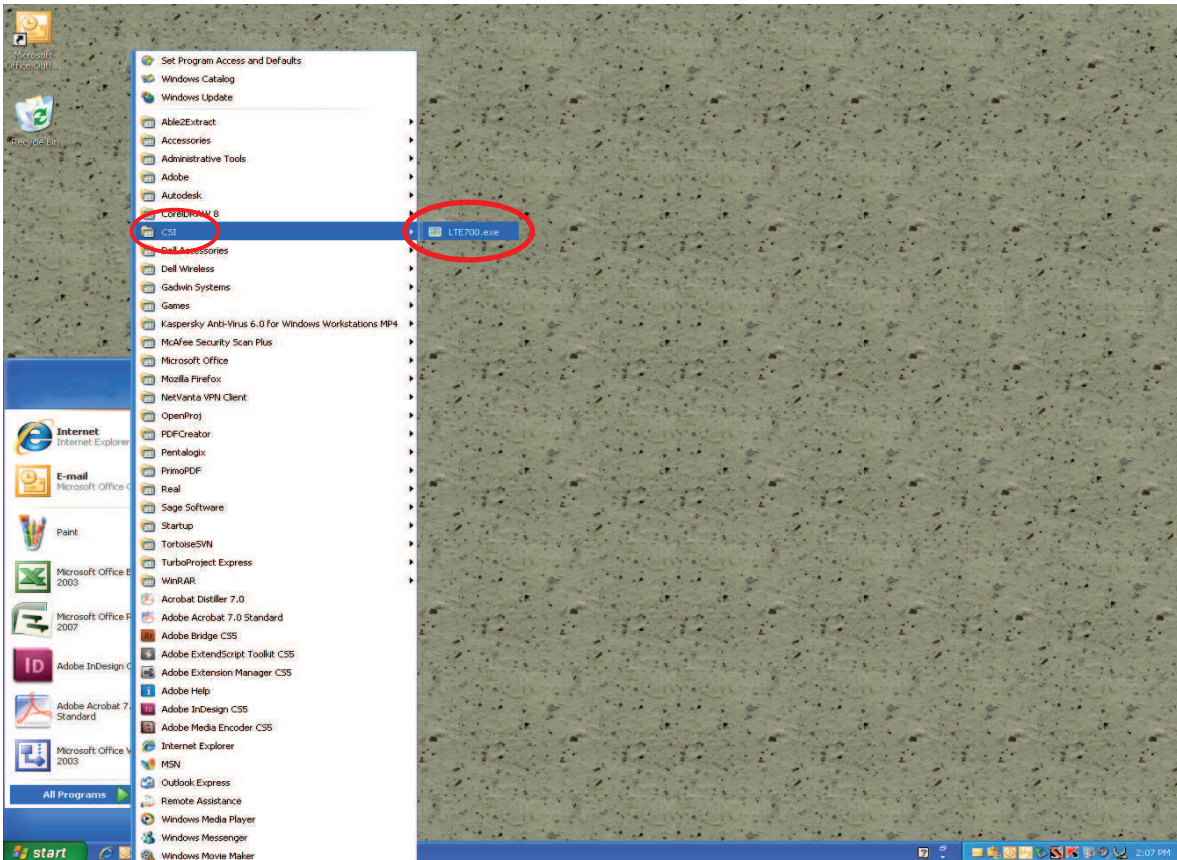 Microsoft
Office Outl...
Recycle Bin
Set Program Access and Defaults
Windows Catalog
Windows Update
Able2Extract
Accessories
Administrative Tools
Adobe
Autodesk
CorelDRAW 8
CSI
LTE700.exe
Dell Accessories
Dell Wireless
Gadwin Systems
Games
Kaspersky Anti-Virus 6.0 for Windows Workstations MP4
McAfee Security Scan Plus
Microsoft Office
Mozilla Firefox
NetVanta VPN Client
OpenProj
PDFCreator
Pentalogix
PrimoPDF
Real
Sage Software
Startup
TortoiseSVN
TurboProject Express
WinRAR
Acrobat Distiller 7.0
Adobe Acrobat 7.0 Standard
Adobe Bridge CS5
Adobe ExtendScript Toolkit CS5
Adobe Extension Manager CS5
Adobe Help
Adobe InDesign CS5
Adobe Media Encoder CS5
Internet Explorer
MSN
Outlook Express
Remote Assistance
Windows Media Player
Windows Messenger
Windows Movie Maker
Internet
Internet Explorer
E-mail
Microsoft Office O
Paint
Microsoft Office E
2003
Microsoft Office P
2007
Adobe InDesign C
Adobe Acrobat 7.
Standard
Microsoft Office V
2003
All Programs
start
2:07 PM